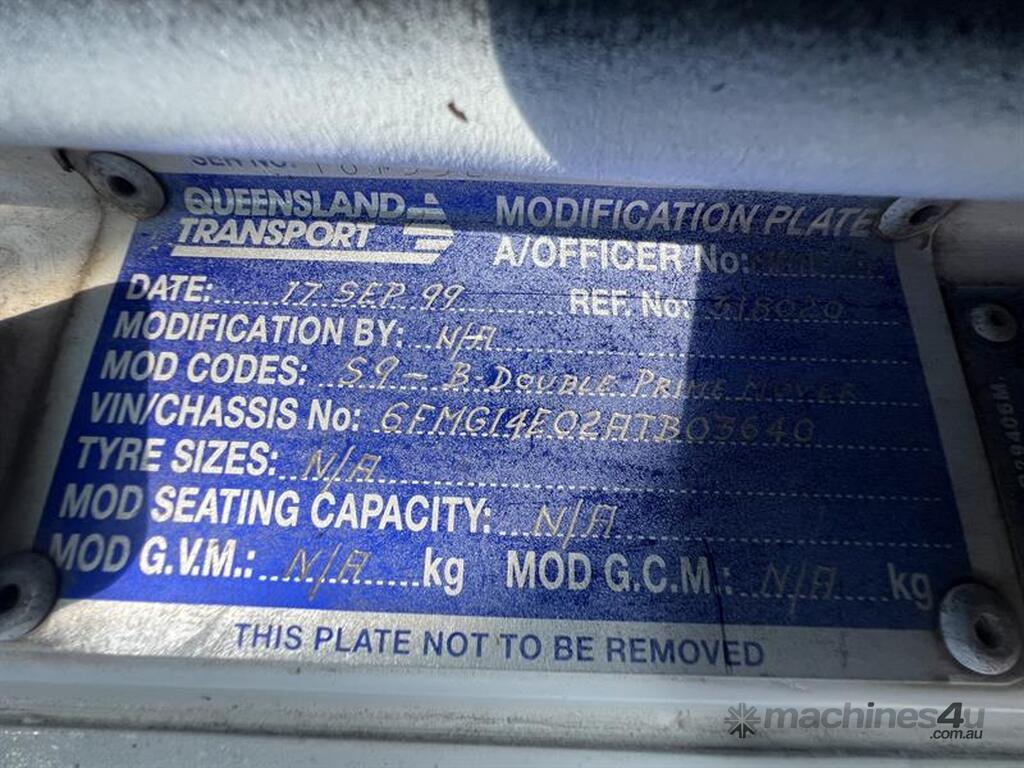 SER NO:
QUEENSLAND TRANSPORT
MODIFICATION PLATE
A/OFFICER No:
DATE: 17 SEP 99 REF. No: 318020
MODIFICATION BY: N/A
MOD CODES: S9 - B-DOUBLE PRIME MOVER
VIN/CHASSIS No: 6FMG14E02ATB03640
TYRE SIZES: N/A
MOD SEATING CAPACITY: N/A
MOD G.V.M.: N/A kg MOD G.C.M.: N/A kg
THIS PLATE NOT TO BE REMOVED
machines4u
.com.au